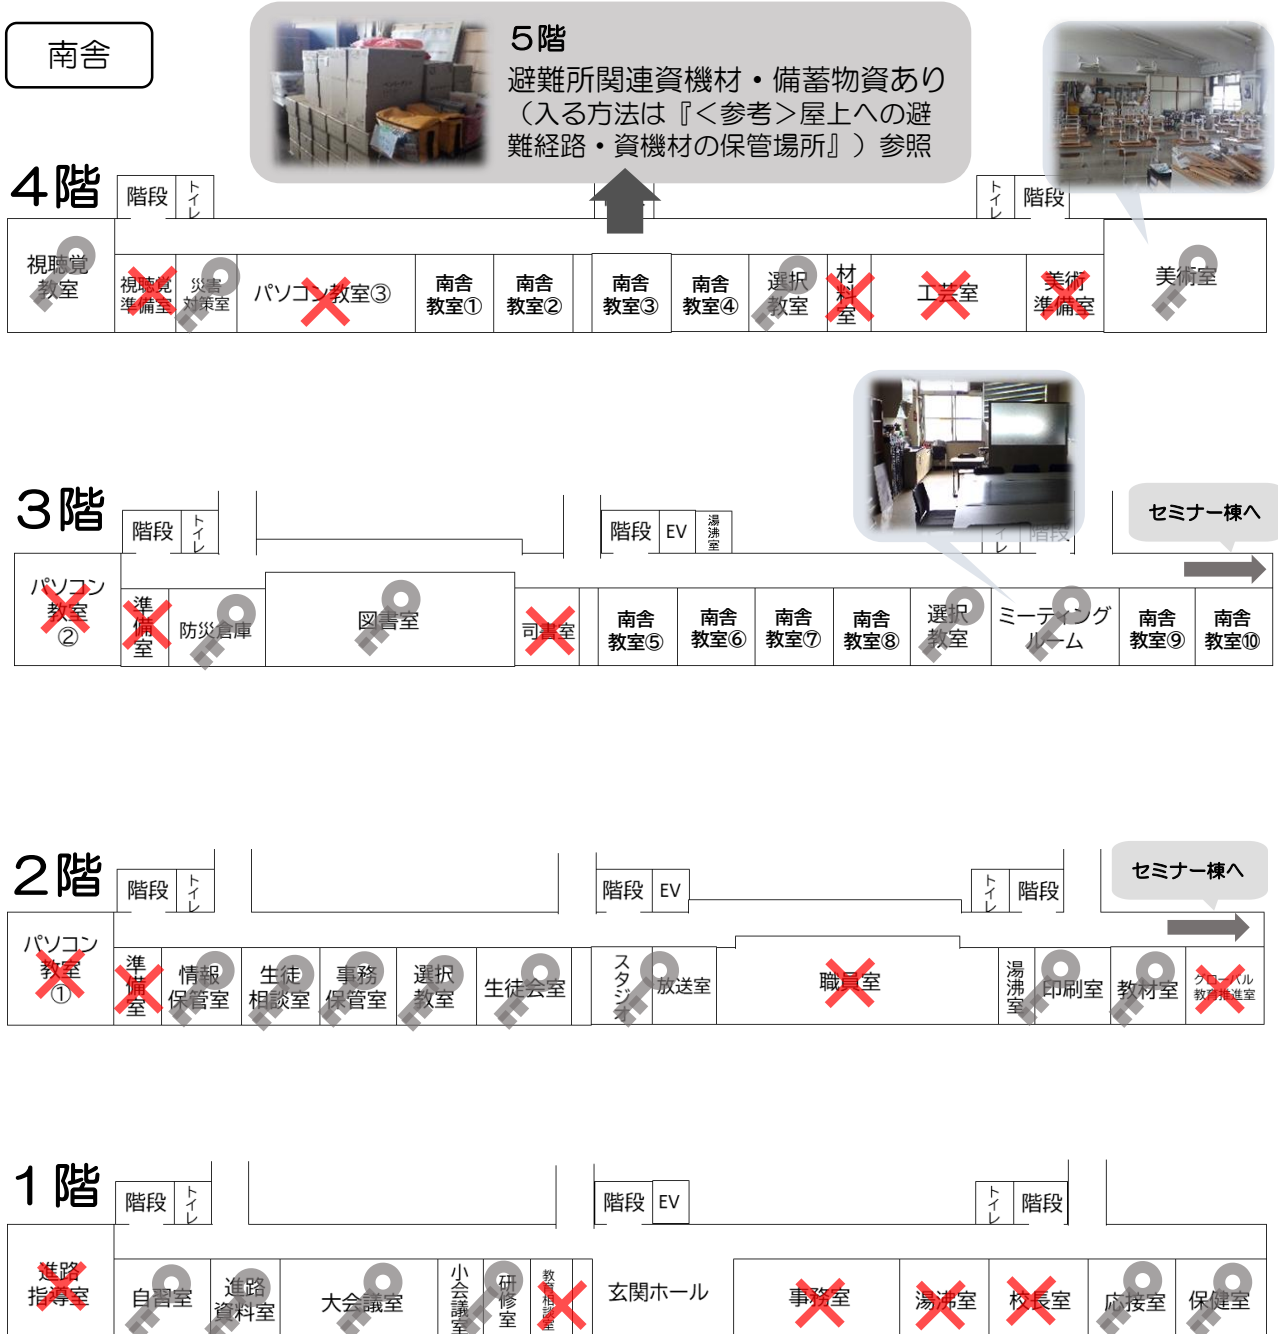 南舎
5階
避難所関連資機材・備蓄物資あり
（入る方法は『＜参考＞屋上への避
難経路・資機材の保管場所』）参照
4階
階段
トイレ
トイレ
階段
視聴覚
教室
視聴覚
準備室
災害
対策室
パソコン教室③
南舎
教室①
南舎
教室②
南舎
教室③
南舎
教室④
選択
教室
材料室
工芸室
美術
準備室
美術室
3階
階段
トイレ
階段
EV
湯沸室
トイレ
階段
セミナー棟へ
パソコン
教室
②
準備室
防災倉庫
図書室
司書室
南舎
教室⑤
南舎
教室⑥
南舎
教室⑦
南舎
教室⑧
選択
教室
ミーティング
ルーム
南舎
教室⑨
南舎
教室⑩
2階
階段
トイレ
階段
EV
トイレ
階段
セミナー棟へ
パソコン
教室
①
準備室
情報
保管室
生徒
相談室
事務
保管室
選択
教室
生徒会室
スタジオ
放送室
職員室
湯沸室
印刷室
教材室
グローバル
教育推進室
1階
階段
トイレ
階段
EV
トイレ
階段
進路
指導室
自習室
進路
資料室
大会議室
小会議室
研修室
教育相談室
玄関ホール
事務室
湯沸室
校長室
応接室
保健室